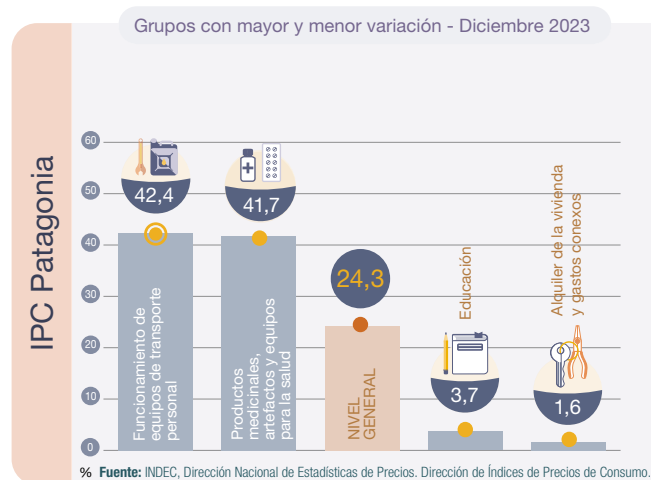 Grupos con mayor y menor variación - Diciembre 2023
IPC Patagonia
60
50
40
30
20
10
0
42,4
Funcionamiento de
equipos de transporte
personal
41,7
Productos
medicinales,
artefactos y equipos
para la salud
24,3
NIVEL
GENERAL
Educación
3,7
Alquiler de la vivienda
y gastos conexos
1,6
% Fuente: INDEC, Dirección Nacional de Estadísticas de Precios. Dirección de Índices de Precios de Consumo.